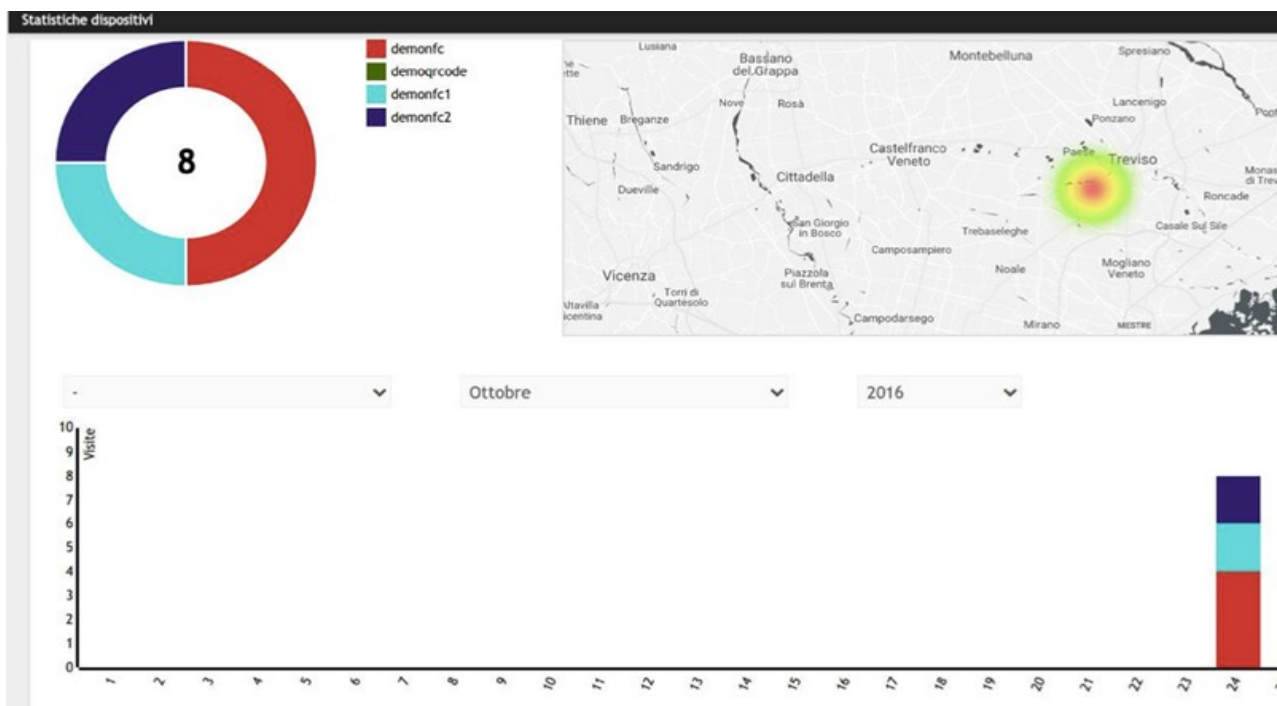 Statistiche dispositivi
demonfc
demoqrcode
demonfc1
demonfc2
8
Lusiana
Bassano
del Grappa
Montebelluna
Spresiano
Nove
Rosà
Lancenigo
Ponzano
Thiene
Breganze
Castelfranco
Veneto
Paese
Treviso
Sandrigo
Cittadella
Dueville
Roncade
San Giorgio
in Bosco
Trebaseleghe
Casale Sul Sile
Camposampiero
Vicenza
Piazzola
sul Brenta
Noale
Mogliano
Veneto
Torri di
Quartesolo
Campodarsego
Mirano
MESTRE
-
Ottobre
2016
Visite
10
9
8
7
6
5
4
3
2
1
0
1 2 3 4 5 6 7 8 9 10 11 12 13 14 15 16 17 18 19 20 21 22 23 24